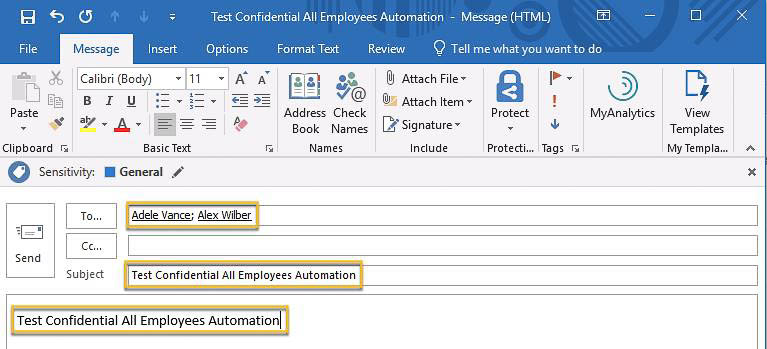 Test Confidential All Employees Automation - Message (HTML)
File Message Insert Options Format Text Review Tell me what you want to do
Calibri (Body) 11 A A
Attach File
Paste
B I U
ab A
Address Book
Check Names
Attach Item
Signature
Protect
MyAnalytics
View Templates
Clipboard Basic Text Names Include Protecti... Tags My Templa...
Sensitivity: General
Send
To... Adele Vance; Alex Wilber
Cc...
Subject Test Confidential All Employees Automation
Test Confidential All Employees Automation